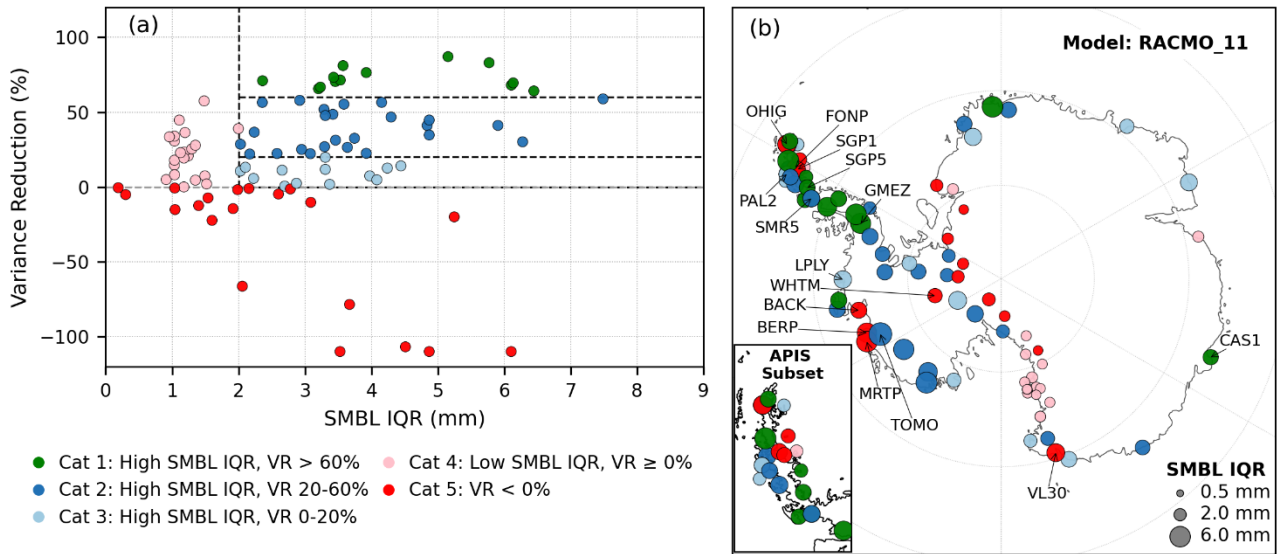 (a)
100
50
0
−50
−100
Variance Reduction (%)
0
1
2
3
4
5
6
7
8
9
SMBL IQR (mm)
Cat 1: High SMBL IQR, VR > 60%
Cat 2: High SMBL IQR, VR 20-60%
Cat 3: High SMBL IQR, VR 0-20%
Cat 4: Low SMBL IQR, VR ≥ 0%
Cat 5: VR < 0%
(b)
Model: RACMO_11
OHIG
FONP
SGP1
SGP5
PAL2
SMR5
GMEZ
LPLY
WHTM
BACK
BERP
MRTP
TOMO
CAS1
VL30
APIS
Subset
SMBL IQR
0.5 mm
2.0 mm
6.0 mm